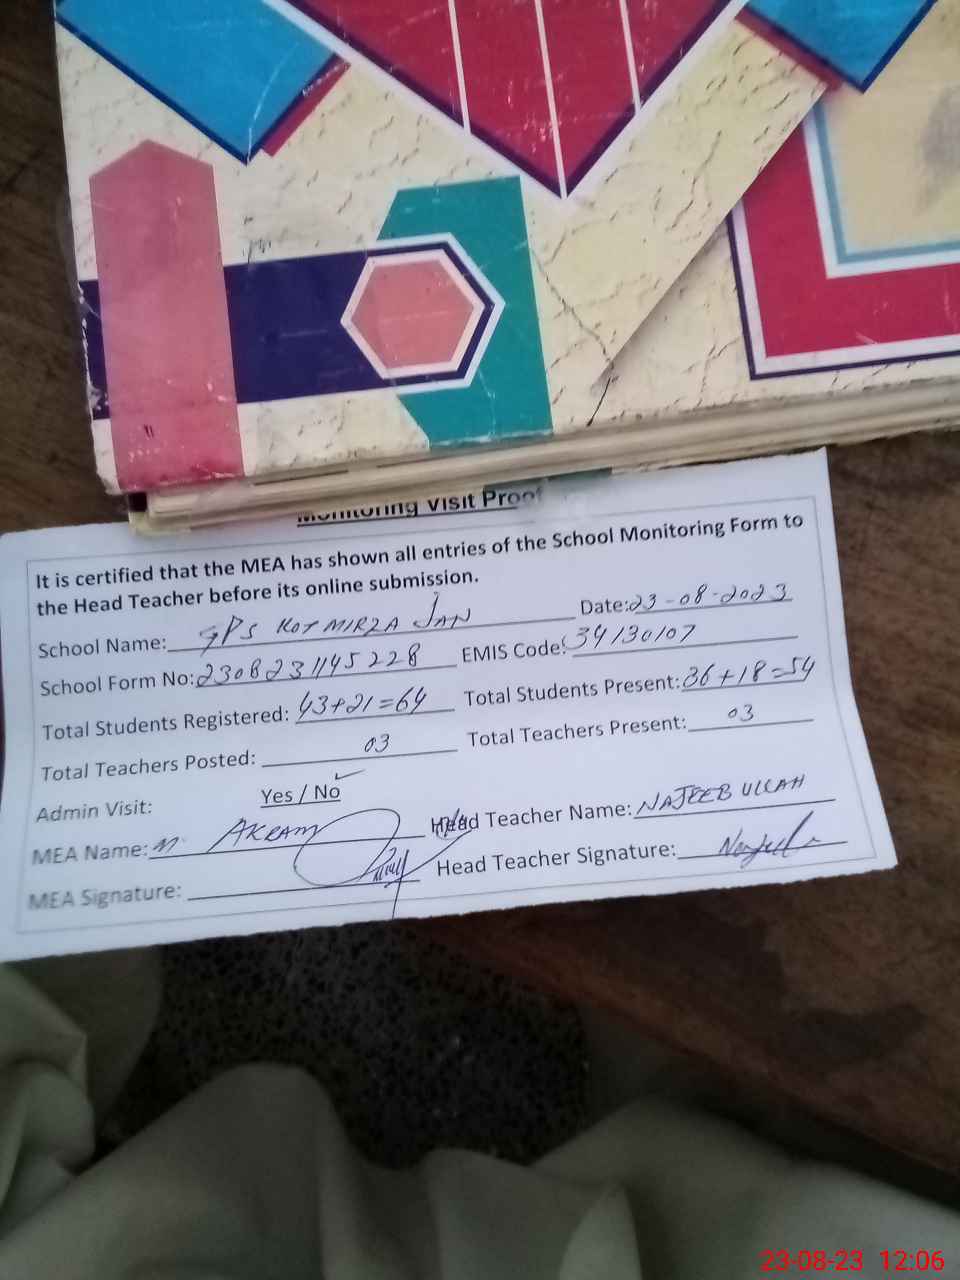 Monitoring Visit Proof
It is certified that the MEA has shown all entries of the School Monitoring Form to
the Head Teacher before its online submission.
School Name: GPS KOT MIRZA JAN Date: 23-08-2023
School Form No: 2308231145228 EMIS Code: 34130107
Total Students Registered: 43+21=64 Total Students Present: 36+18=54
Total Teachers Posted: 03 Total Teachers Present: 03
Admin Visit: Yes / No
MEA Name: M. AKRAM Head Teacher Name: NAJEEB ULLAH
MEA Signature: Head Teacher Signature:
23-08-23 12:06